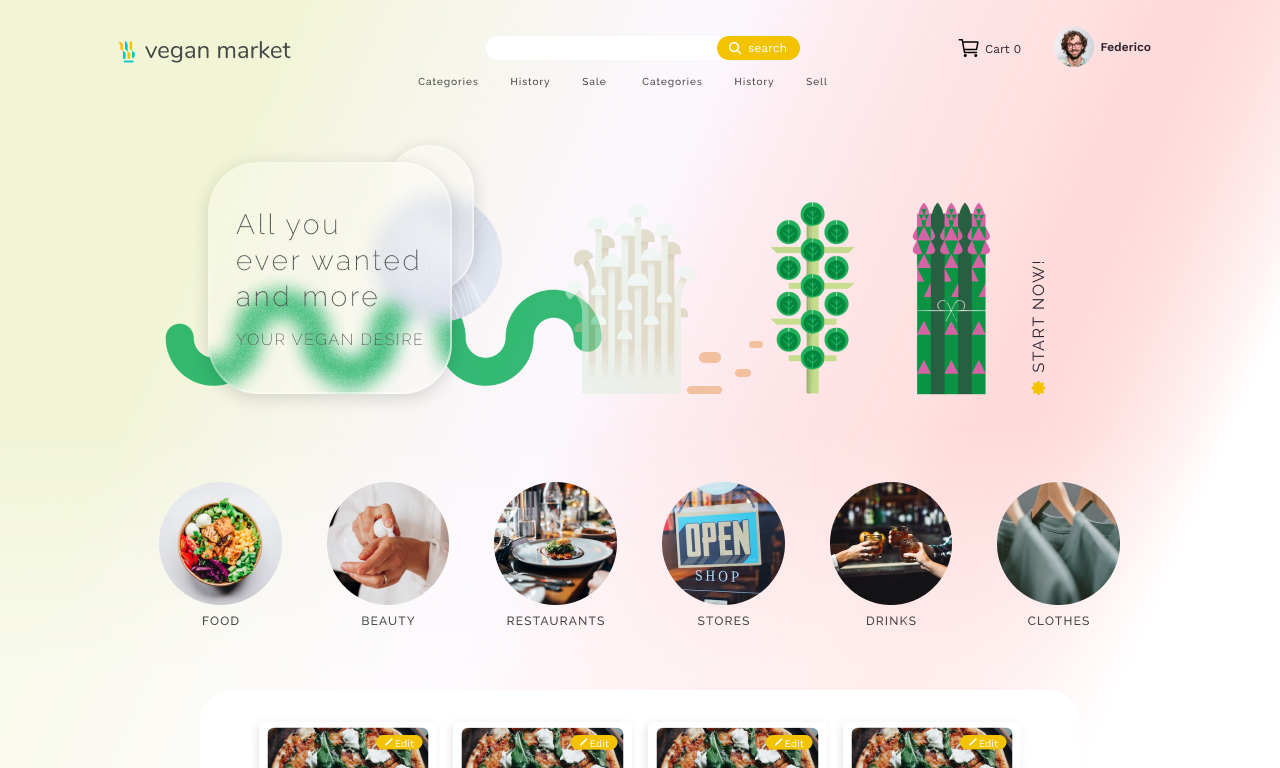 vegan market
search
Cart 0
Federico
Categories History Sale Categories History Sell
All you
ever wanted
and more
YOUR VEGAN DESIRE
START NOW!
OPEN
SHOP
FOOD BEAUTY RESTAURANTS STORES DRINKS CLOTHES
Edit Edit Edit Edit